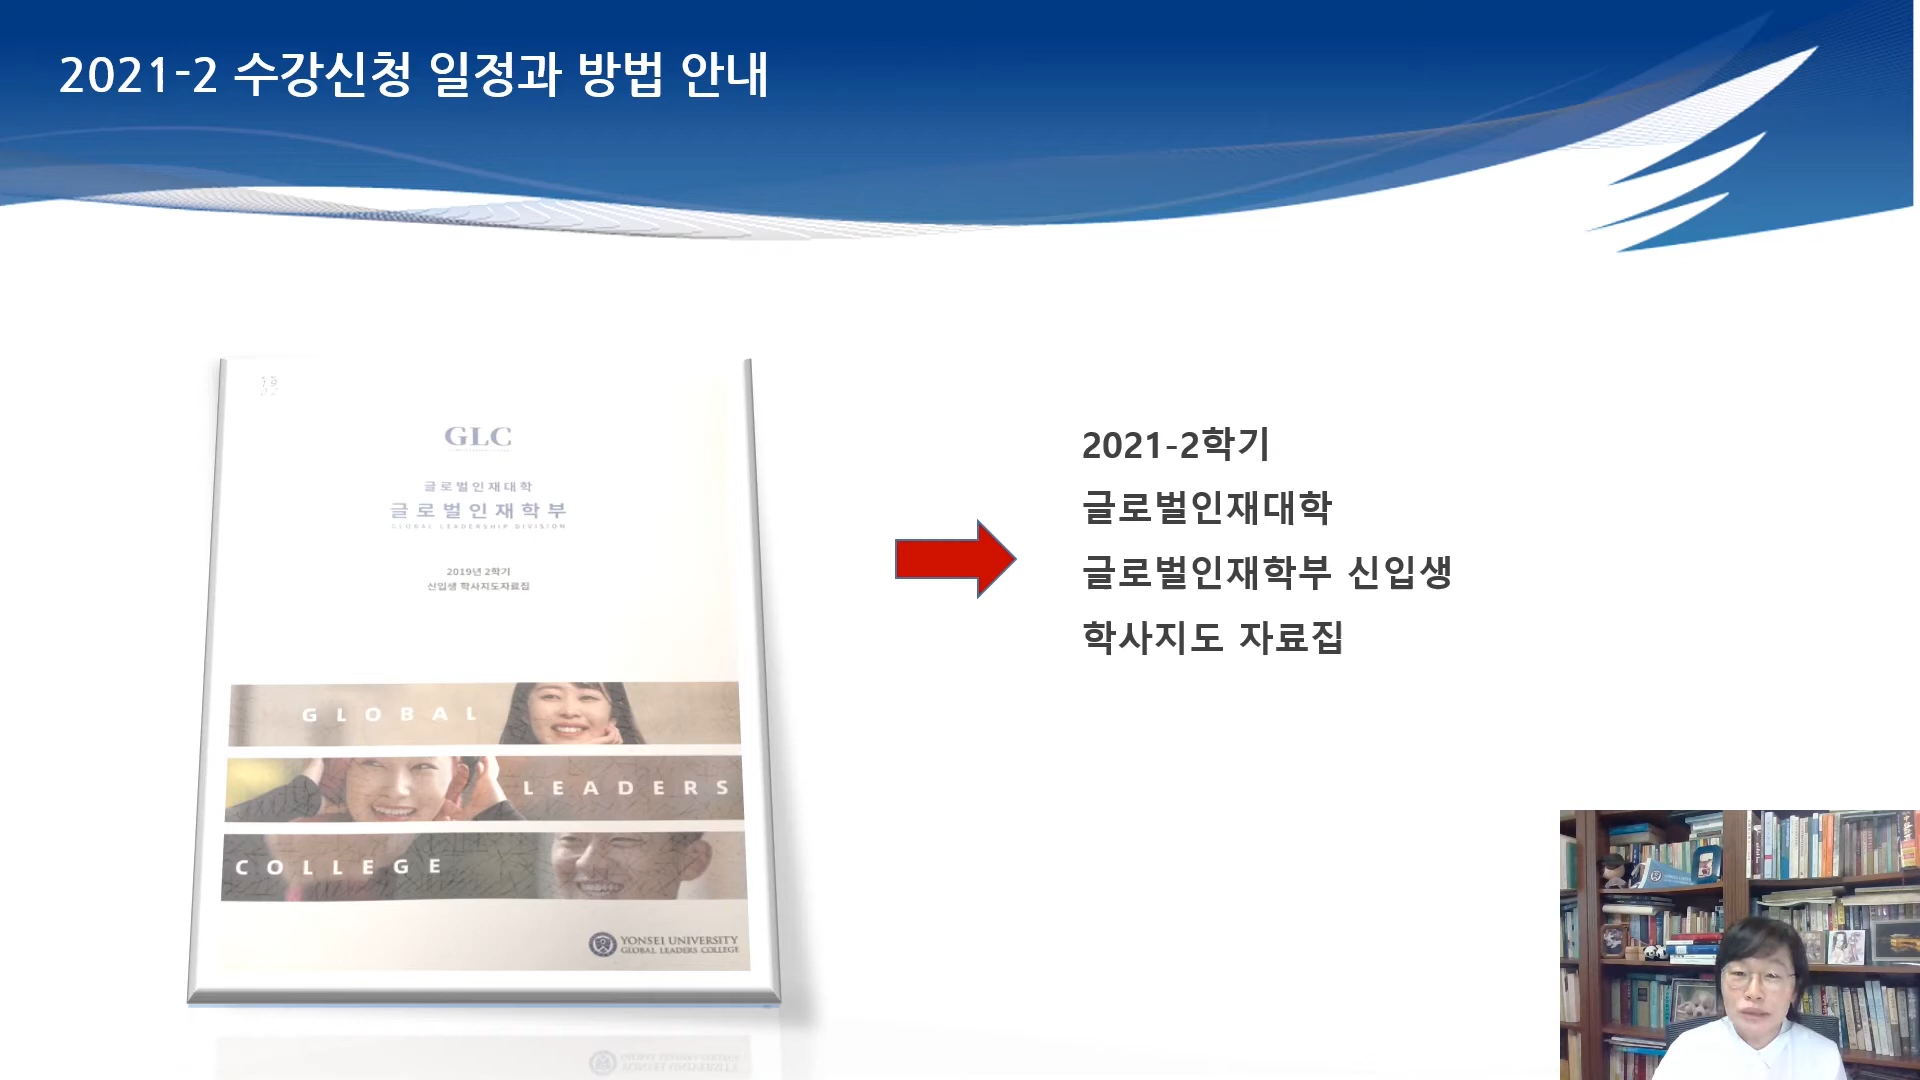 2021-2 수강신청 일정과 방법 안내
GLC
글로벌인재대학
글로벌인재학부
GLOBAL LEADERSHIP DIVISION
2019년 2학기
신입생 학사지도자료집
GLOBAL
LEADERS
COLLEGE
YONSEI UNIVERSITY
GLOBAL LEADERS COLLEGE
2021-2학기
글로벌인재대학
글로벌인재학부 신입생
학사지도 자료집